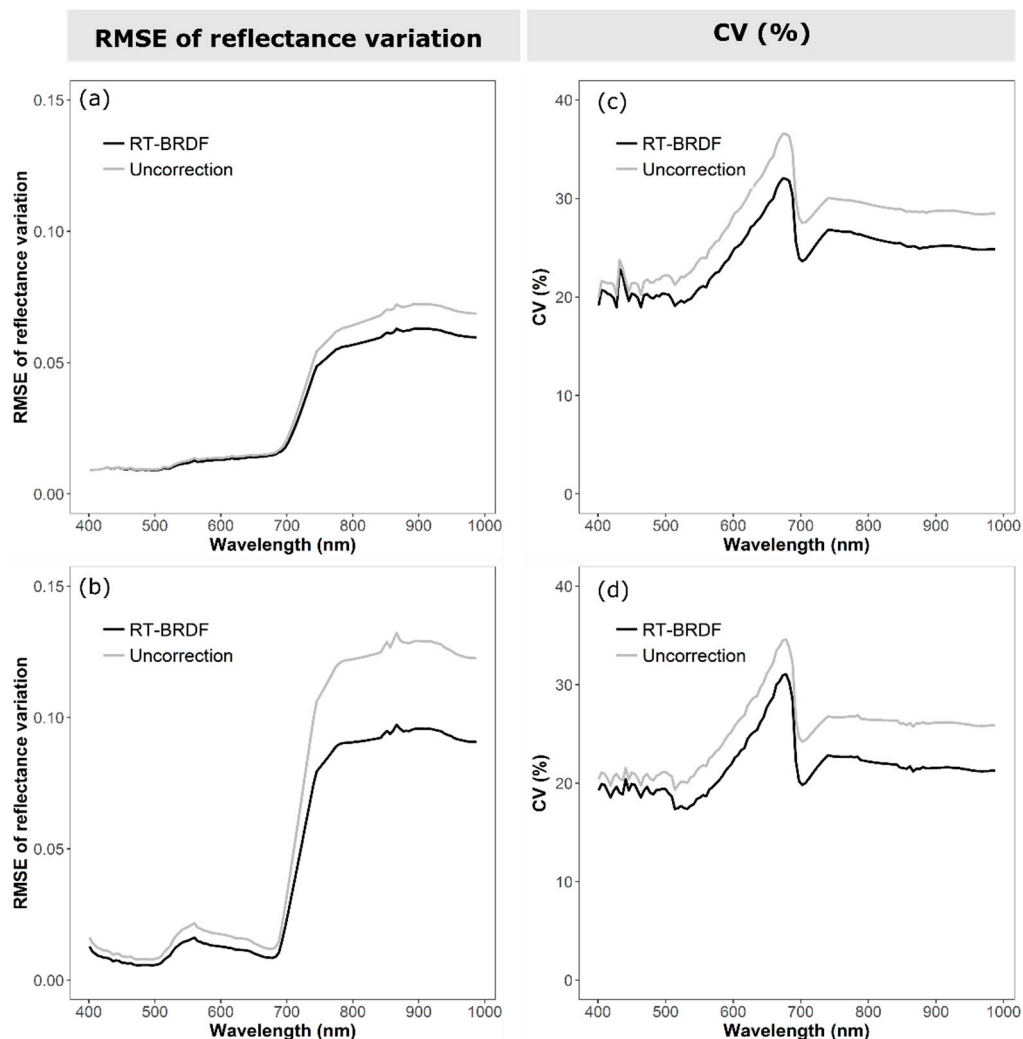 RMSE of reflectance variation
CV (%)
(a)
RT-BRDF
Uncorrection
RMSE of reflectance variation
0.15
0.10
0.05
0.00
400 500 600 700 800 900 1000
Wavelength (nm)
(c)
RT-BRDF
Uncorrection
CV (%)
40
30
20
10
0
400 500 600 700 800 900 1000
Wavelength (nm)
(b)
RT-BRDF
Uncorrection
RMSE of reflectance variation
0.15
0.10
0.05
0.00
400 500 600 700 800 900 1000
Wavelength (nm)
(d)
RT-BRDF
Uncorrection
CV (%)
40
30
20
10
0
400 500 600 700 800 900 1000
Wavelength (nm)